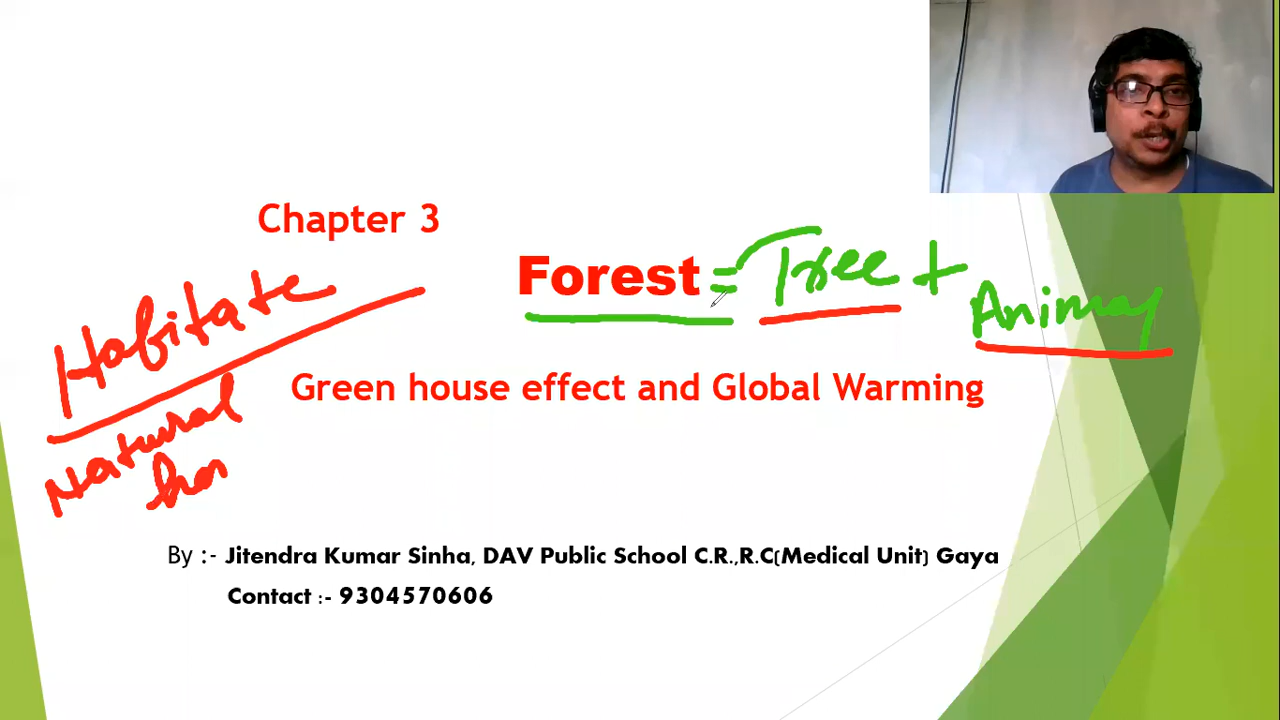 Chapter 3
Forest = Tree +
Animal
Habitate
Natural
Green house effect and Global Warming
By :- Jitendra Kumar Sinha, DAV Public School C.R.,R.C(Medical Unit) Gaya
Contact :- 9304570606